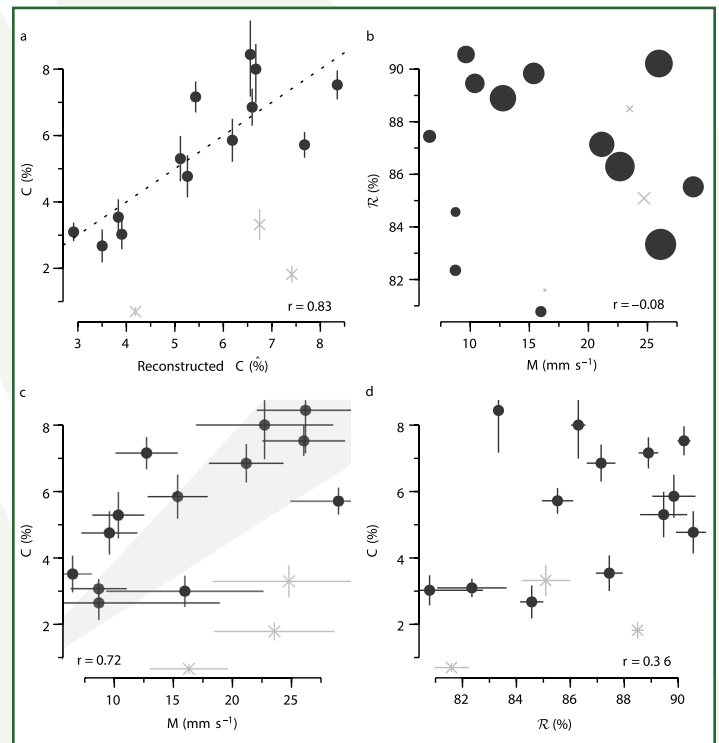 a
8
6
4
2
C (%)
3 4 5 6 7 8
Reconstructed C (%̂)
r = 0.83
b
90
88
86
84
82
ℛ (%)
10 15 20 25
M (mm s⁻¹)
r = −0.08
c
8
6
4
2
C (%)
10 15 20 25
M (mm s⁻¹)
r = 0.72
d
8
6
4
2
C (%)
82 84 86 88 90
ℛ (%)
r = 0.3 6